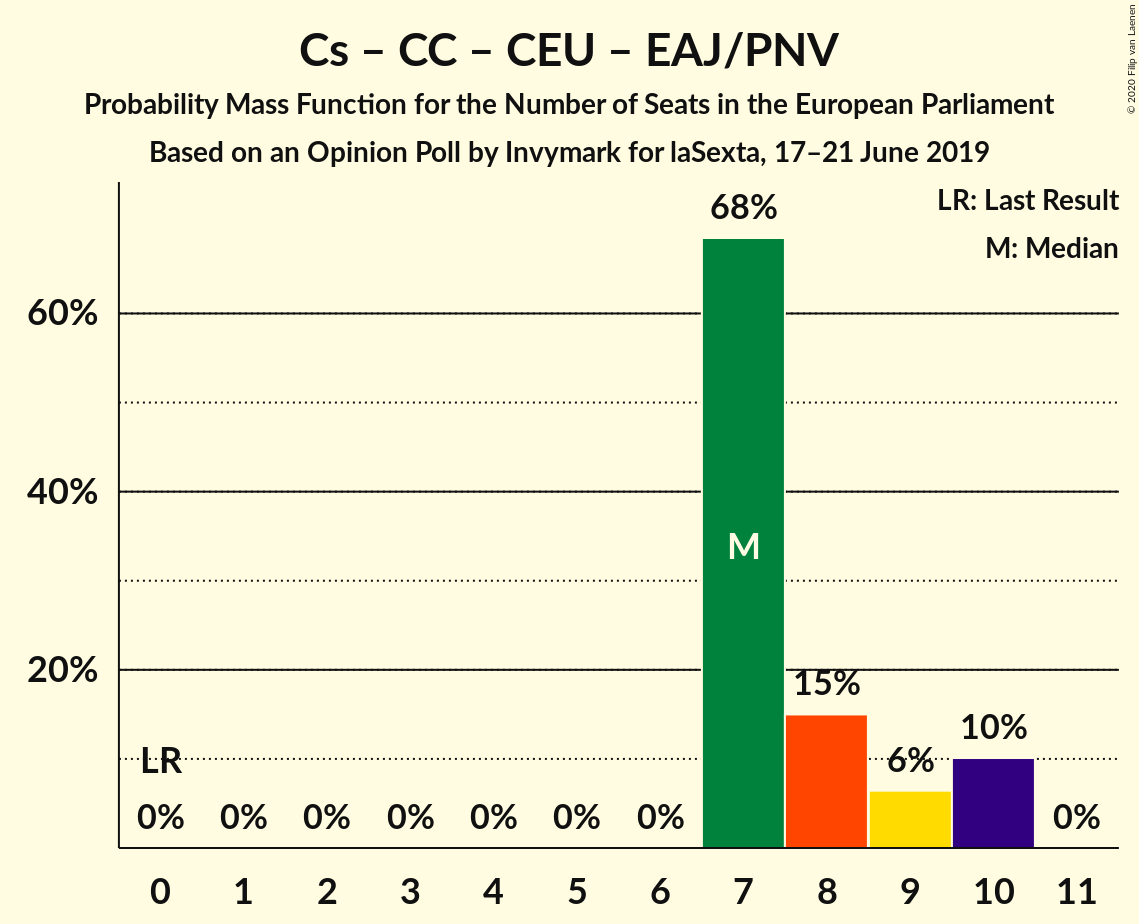 Cs – CC – CEU – EAJ/PNV
Probability Mass Function for the Number of Seats in the European Parliament
Based on an Opinion Poll by Invymark for laSexta, 17–21 June 2019
© 2020 Filip van Laenen
LR: Last Result
M: Median
68%
60%
40%
M
20%
15%
10%
LR
6%
0% 0% 0% 0% 0% 0% 0% 0%
0 1 2 3 4 5 6 7 8 9 10 11